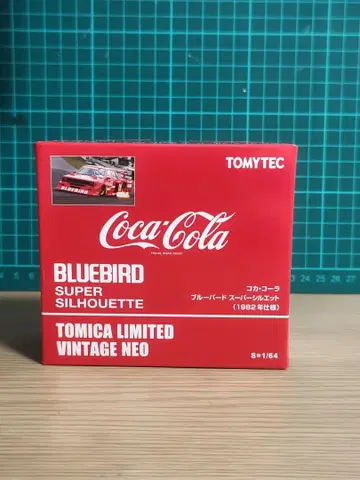 TOMYTEC
BLUEBIRD
Coca-Cola
BLUEBIRD
SUPER
SILHOUETTE
コカ・コーラ
ブルーバード スーパーシルエット
(1982年仕様)
TOMICA LIMITED
VINTAGE NEO
S=1/64